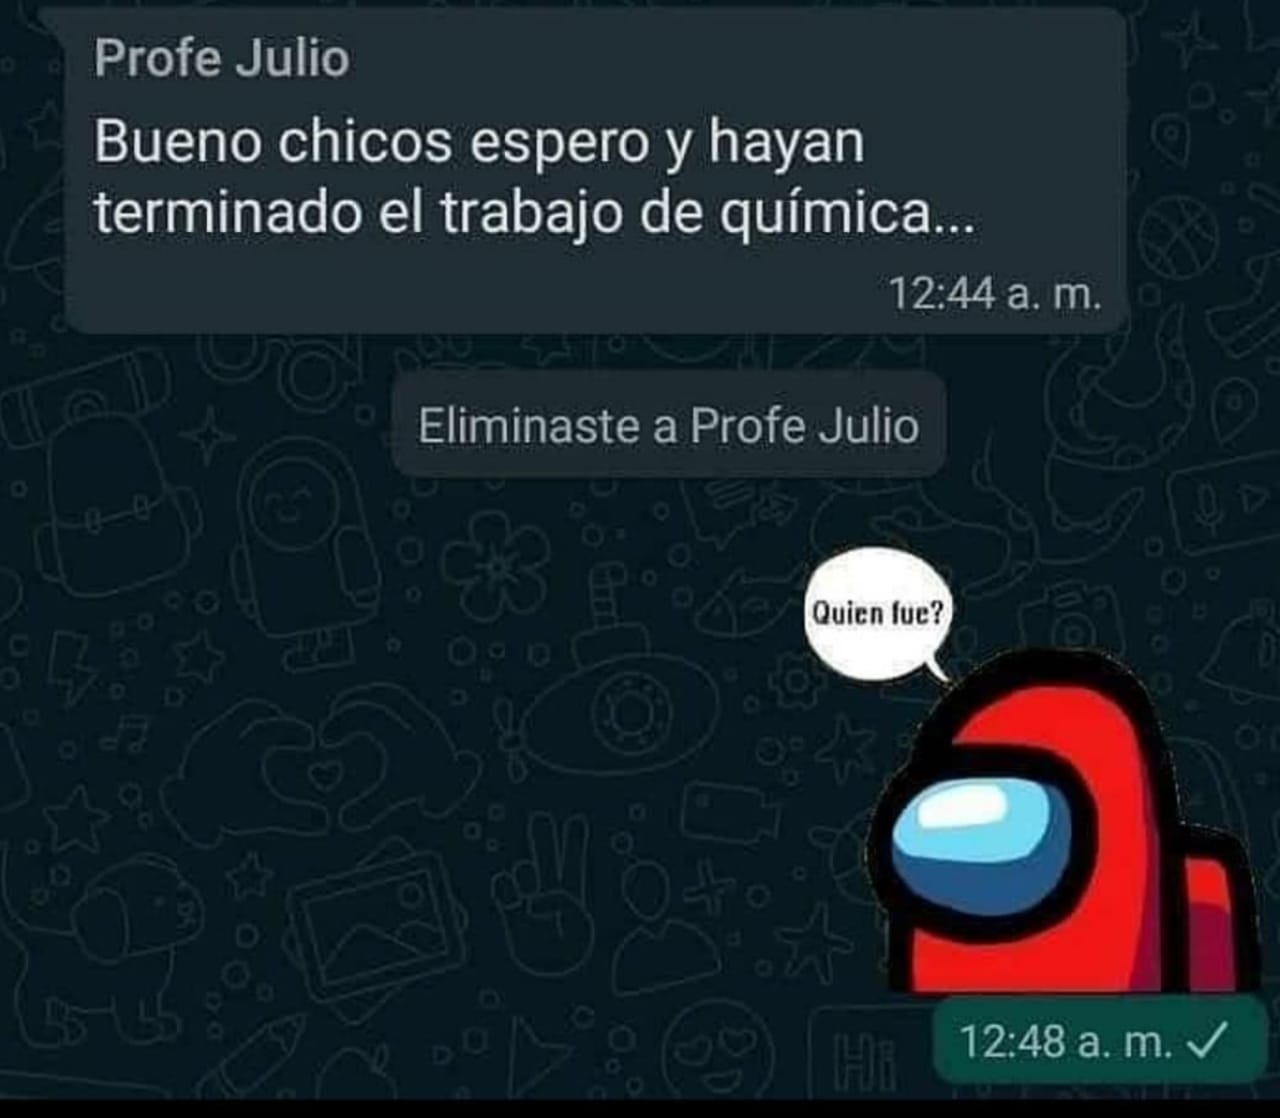 Profe Julio
Bueno chicos espero y hayan
terminado el trabajo de química...
12:44 a. m.
Eliminaste a Profe Julio
Quien fue?
Hi
12:48 a. m.